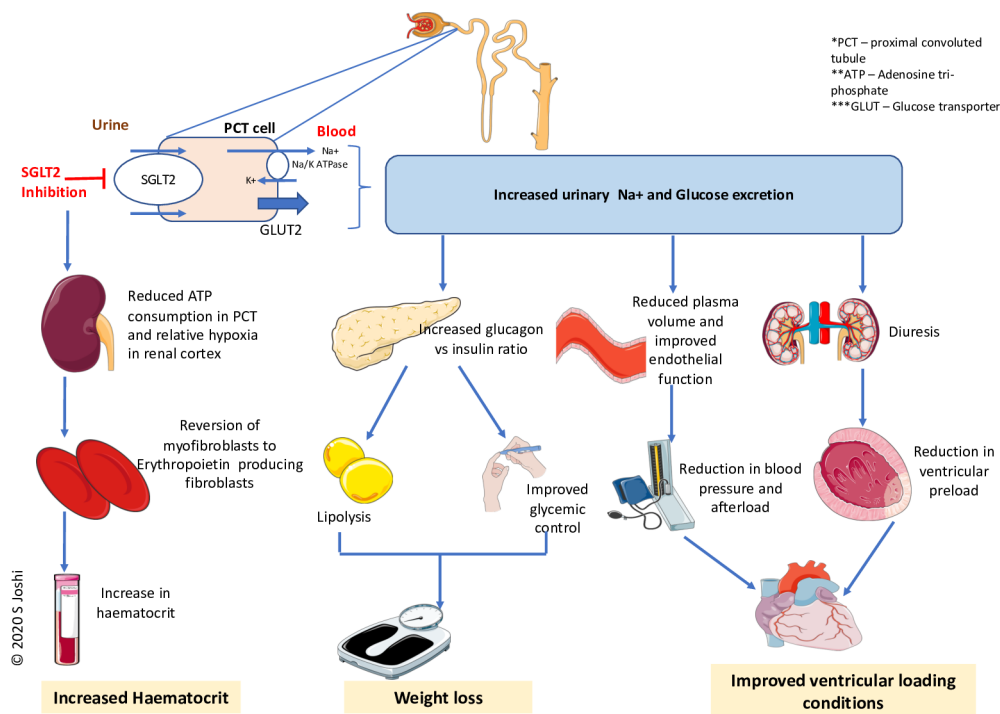 *PCT – proximal convoluted
tubule
**ATP – Adenosine tri-
phosphate
***GLUT – Glucose transporter
Urine
PCT cell
Blood
Na+
Na/K ATPase
K+
SGLT2
Inhibition
SGLT2
GLUT2
Increased urinary Na+ and Glucose excretion
Reduced ATP
consumption in PCT
and relative hypoxia
in renal cortex
Increased glucagon
vs insulin ratio
Reduced plasma
volume and
improved
endothelial
function
Diuresis
Reversion of
myofibroblasts to
Erythropoietin producing
fibroblasts
Lipolysis
Improved
glycemic
control
Reduction in blood
pressure and
afterload
Reduction in
ventricular
preload
Increase in
haematocrit
© 2020 S Joshi
Increased Haematocrit
Weight loss
Improved ventricular loading
conditions